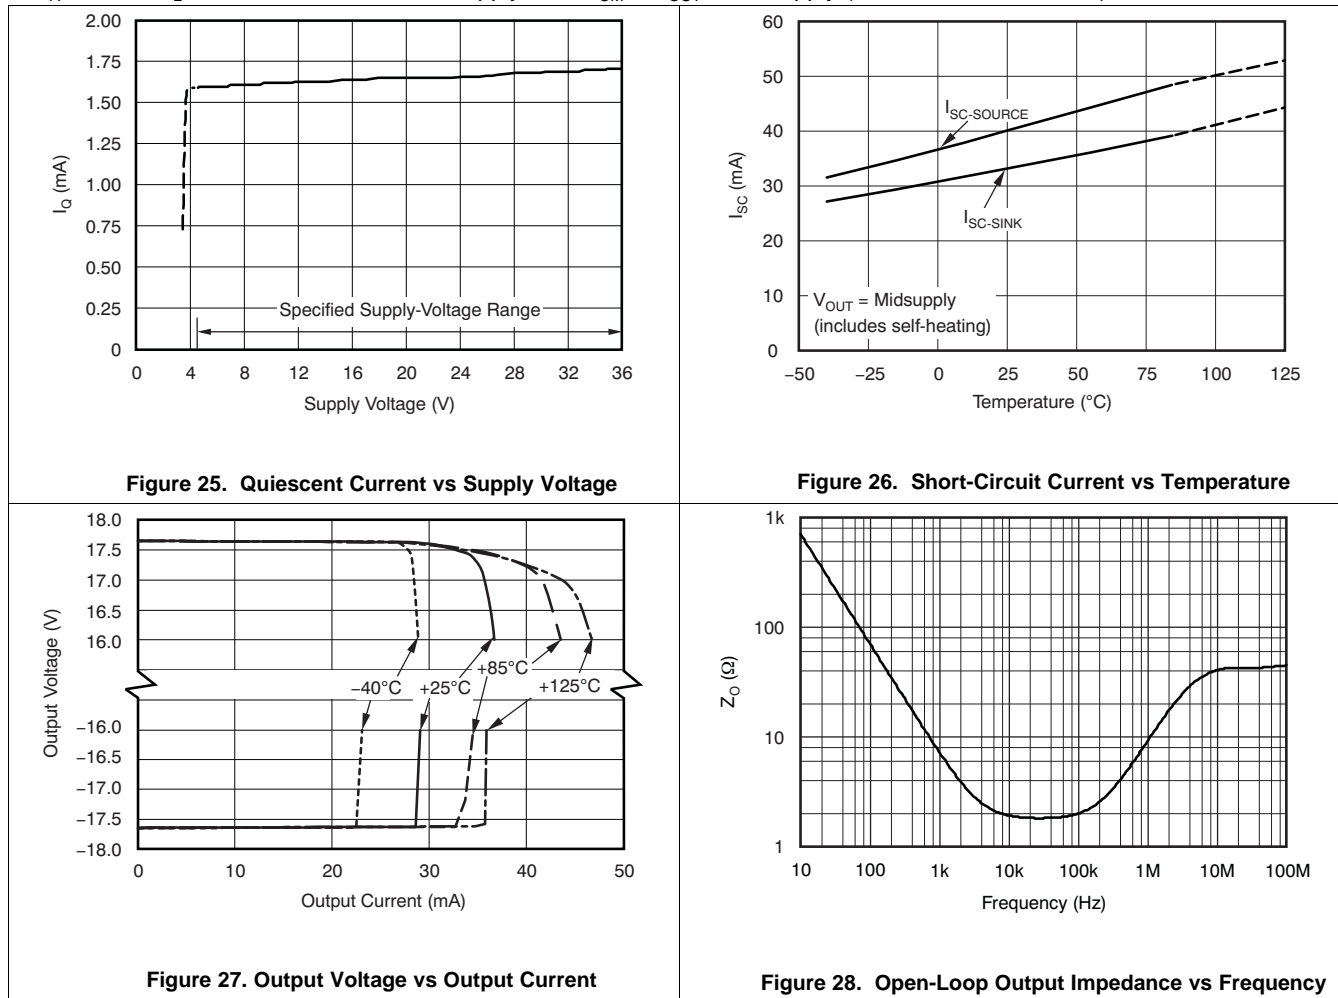 2.00
1.75
1.50
1.25
1.00
0.75
0.50
0.25
0
I_Q (mA)
Specified Supply-Voltage Range
0 4 8 12 16 20 24 28 32 36
Supply Voltage (V)
Figure 25. Quiescent Current vs Supply Voltage
60
50
40
30
20
10
0
I_SC (mA)
I_SC-SOURCE
I_SC-SINK
V_OUT = Midsupply
(includes self-heating)
−50 −25 0 25 50 75 100 125
Temperature (°C)
Figure 26. Short-Circuit Current vs Temperature
18.0
17.5
17.0
16.5
16.0
−16.0
−16.5
−17.0
−17.5
−18.0
Output Voltage (V)
−40°C +25°C +85°C +125°C
0 10 20 30 40 50
Output Current (mA)
Figure 27. Output Voltage vs Output Current
1k
100
10
1
Z_O (Ω)
10 100 1k 10k 100k 1M 10M 100M
Frequency (Hz)
Figure 28. Open-Loop Output Impedance vs Frequency